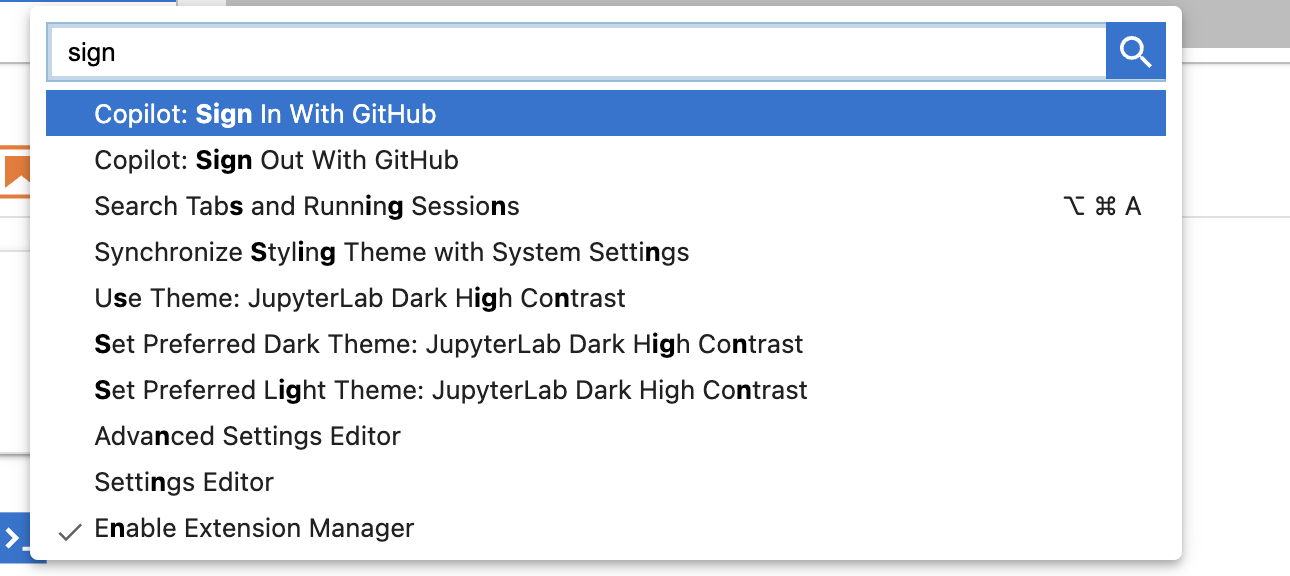 sign
Copilot: Sign In With GitHub
Copilot: Sign Out With GitHub
Search Tabs and Running Sessions ⌥ ⌘ A
Synchronize Styling Theme with System Settings
Use Theme: JupyterLab Dark High Contrast
Set Preferred Dark Theme: JupyterLab Dark High Contrast
Set Preferred Light Theme: JupyterLab Dark High Contrast
Advanced Settings Editor
Settings Editor
Enable Extension Manager